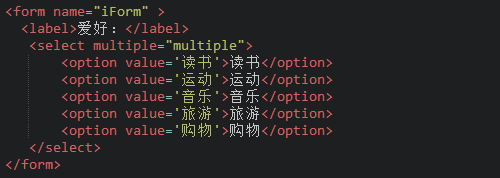 <form name="iForm" >
<label>爱好：</label>
<select multiple="multiple">
<option value='读书'>读书</option>
<option value='运动'>运动</option>
<option value='音乐'>音乐</option>
<option value='旅游'>旅游</option>
<option value='购物'>购物</option>
</select>
</form>